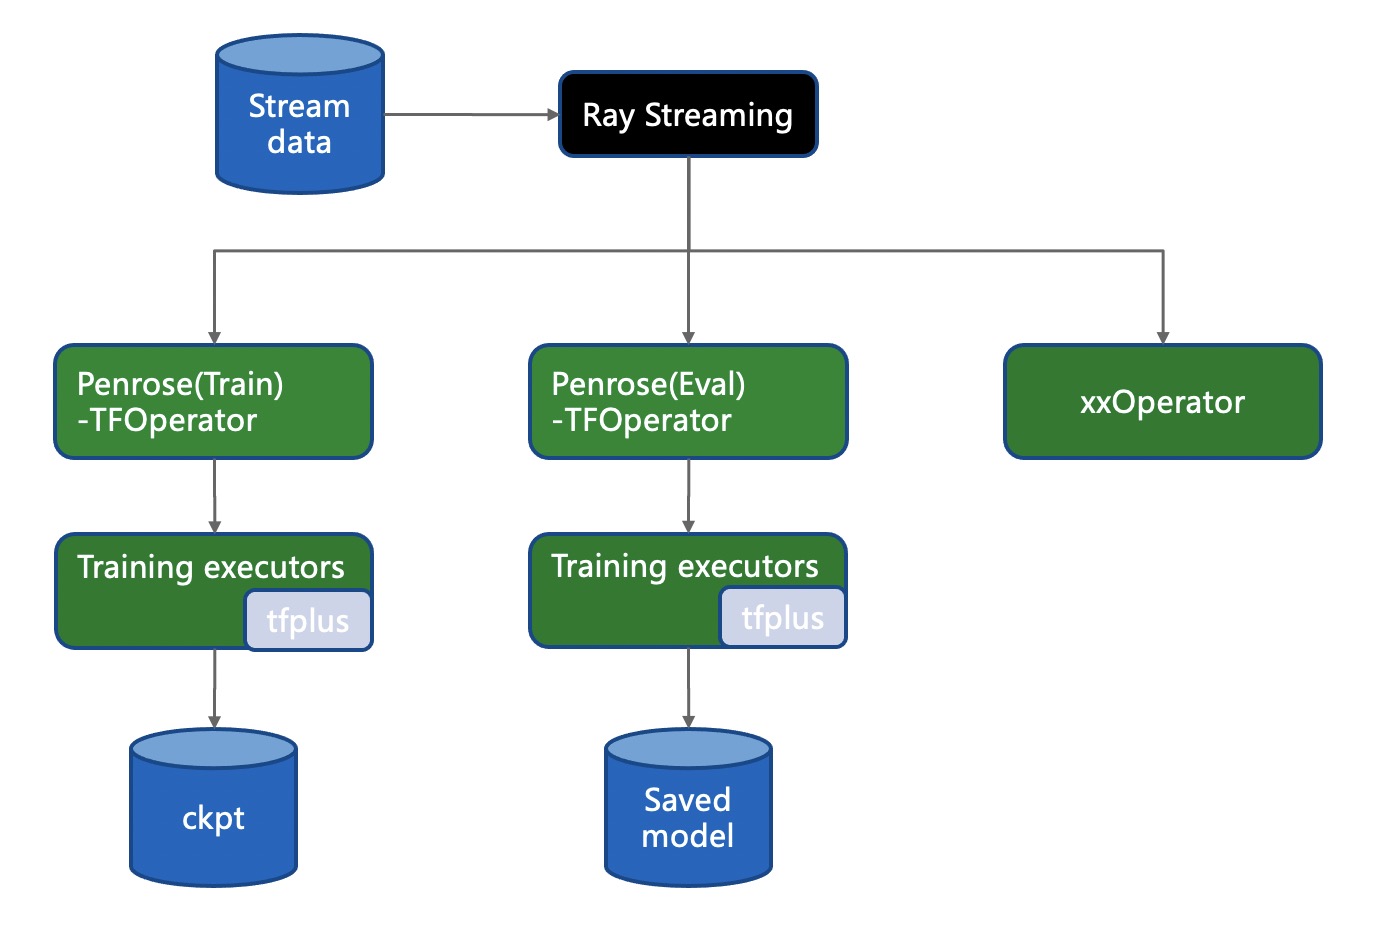 Stream
data
Ray Streaming
Penrose(Train)
-TFOperator
Penrose(Eval)
-TFOperator
xxOperator
Training executors
tfplus
Training executors
tfplus
ckpt
Saved
model